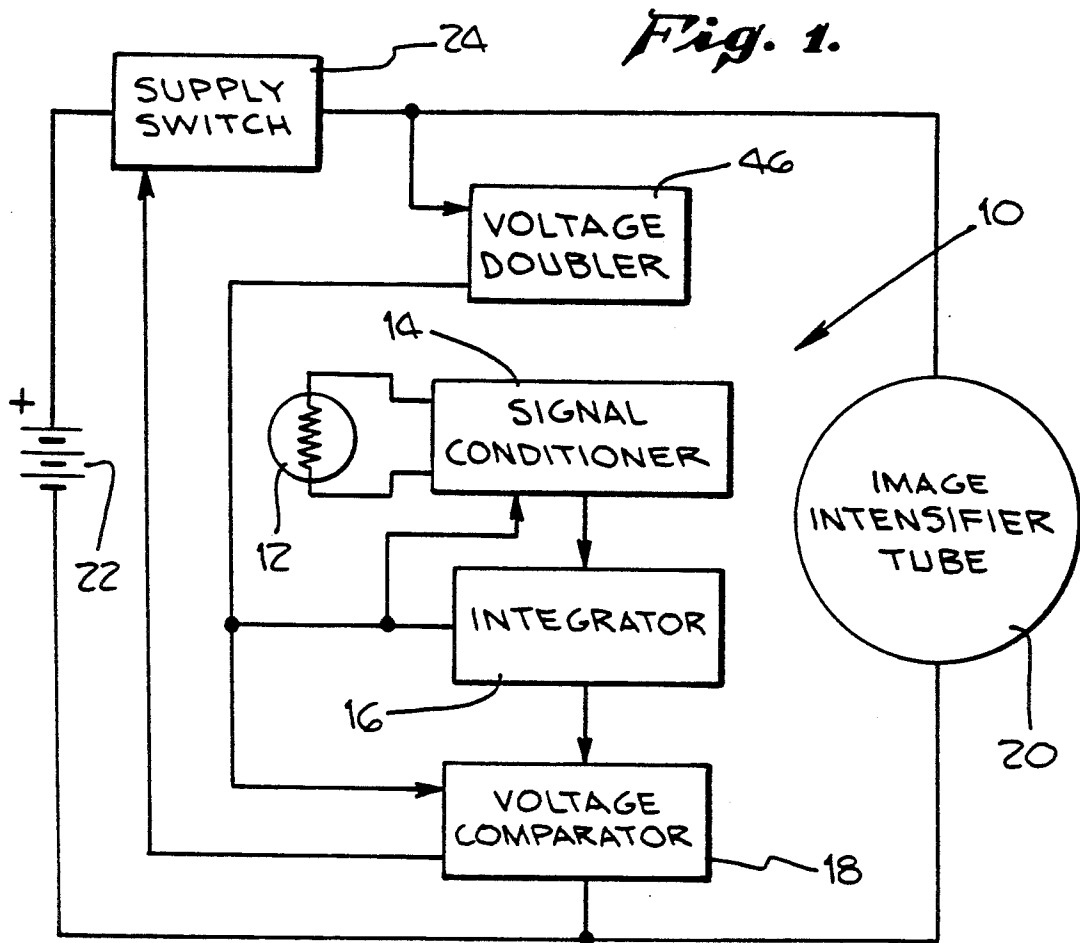 Fig. 1.
24
SUPPLY
SWITCH
46
VOLTAGE
DOUBLER
10
14
SIGNAL
CONDITIONER
+
12
22
IMAGE
INTENSIFIER
TUBE
INTEGRATOR
16
20
VOLTAGE
COMPARATOR
18